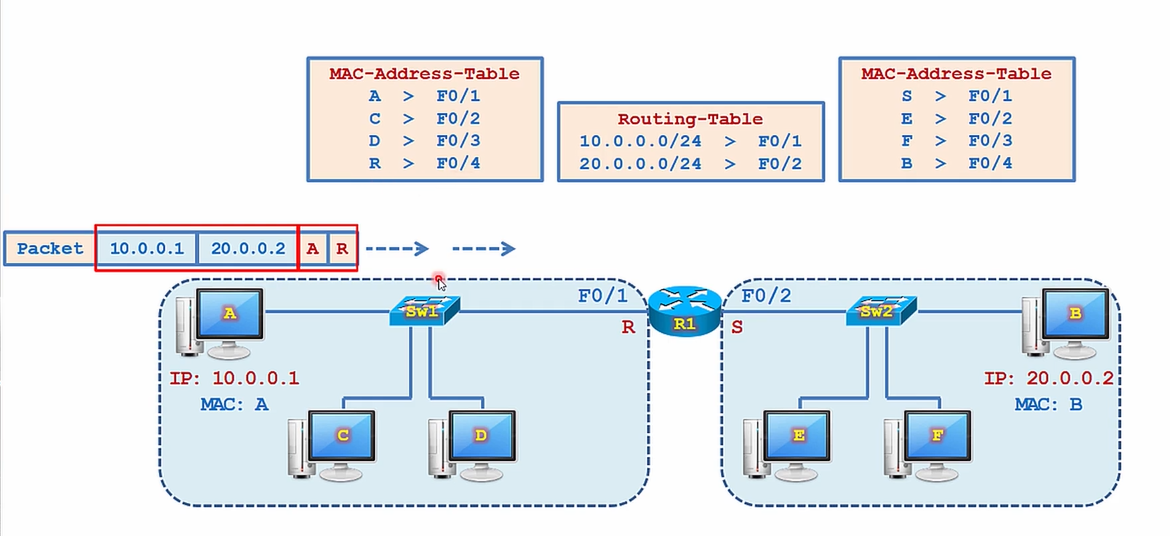 MAC-Address-Table
A > F0/1
C > F0/2
D > F0/3
R > F0/4
Routing-Table
10.0.0.0/24 > F0/1
20.0.0.0/24 > F0/2
MAC-Address-Table
S > F0/1
E > F0/2
F > F0/3
B > F0/4
Packet 10.0.0.1 20.0.0.2 A R
F0/1
F0/2
A
Sw1
R
R1
S
Sw2
B
IP: 10.0.0.1
MAC: A
IP: 20.0.0.2
MAC: B
C
D
E
F